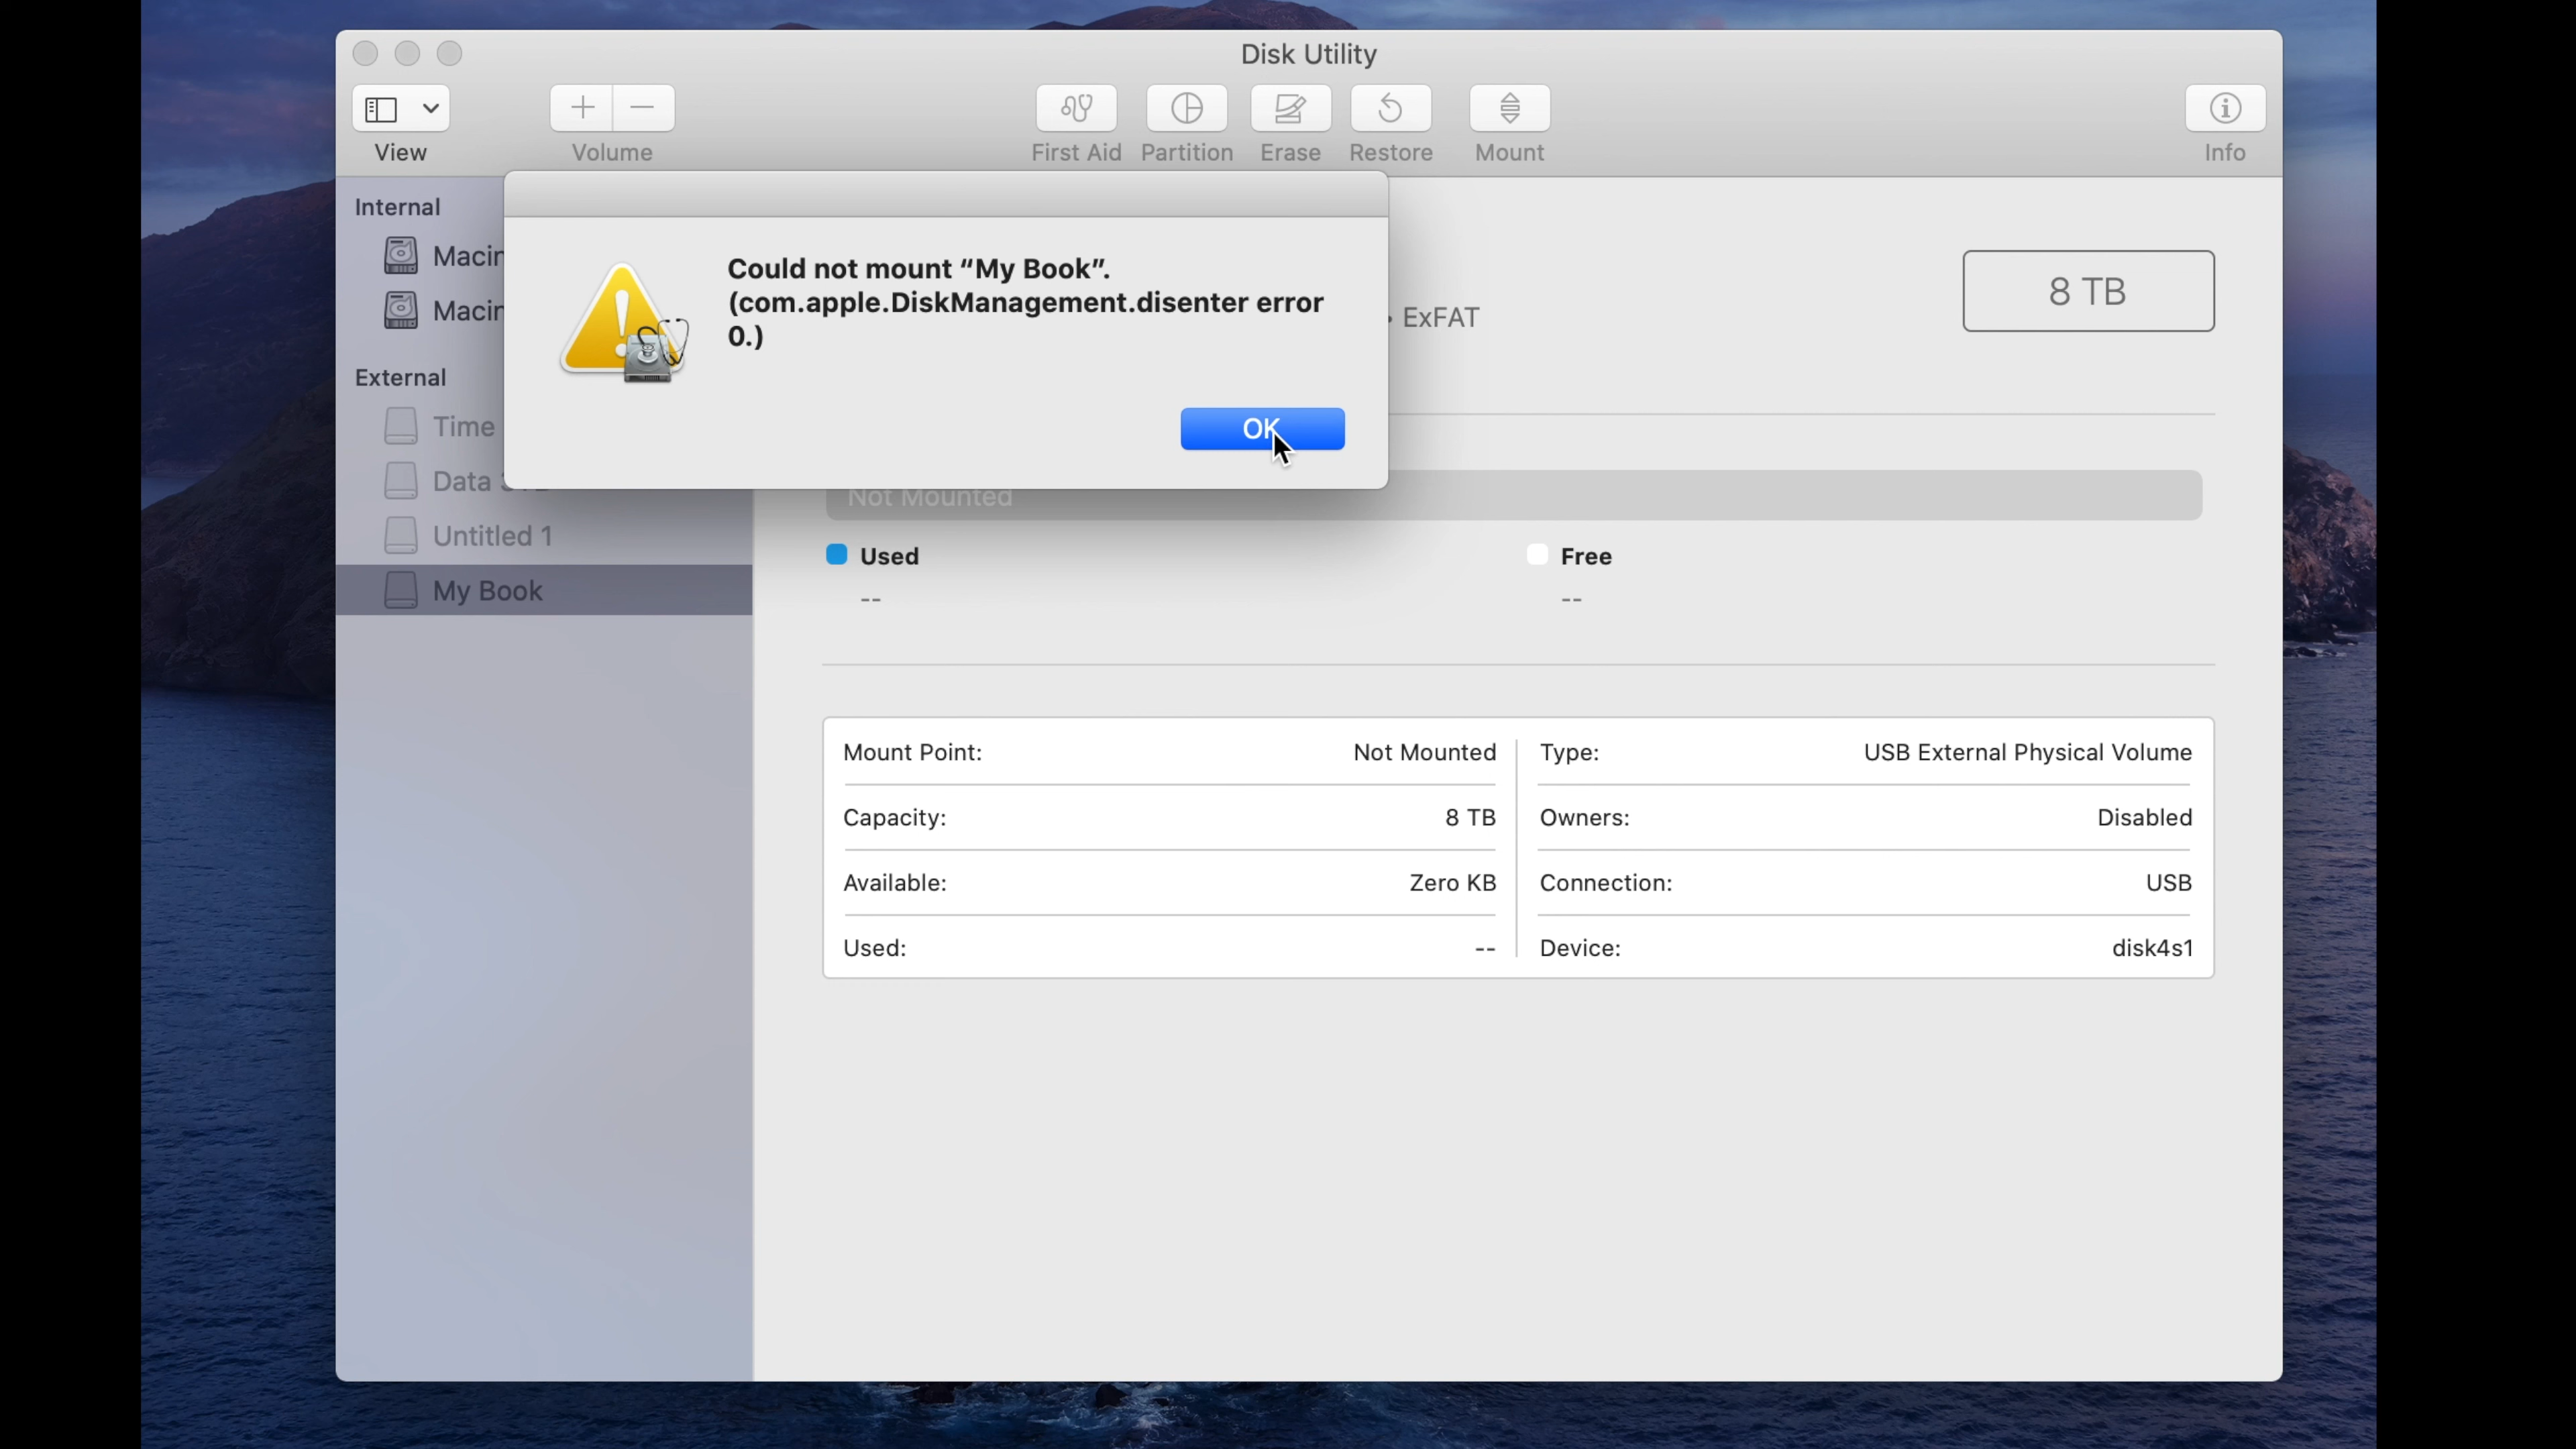 Disk Utility
View
Volume
First Aid Partition Erase Restore Mount
Info
Internal
External
Time
Data
Untitled 1
My Book
Could not mount “My Book”.
(com.apple.DiskManagement.disenter error
0.)
OK
ExFAT
8 TB
Not Mounted
Used
--
Free
--
Mount Point: Not Mounted
Capacity: 8 TB
Available: Zero KB
Used: --
Type: USB External Physical Volume
Owners: Disabled
Connection: USB
Device: disk4s1